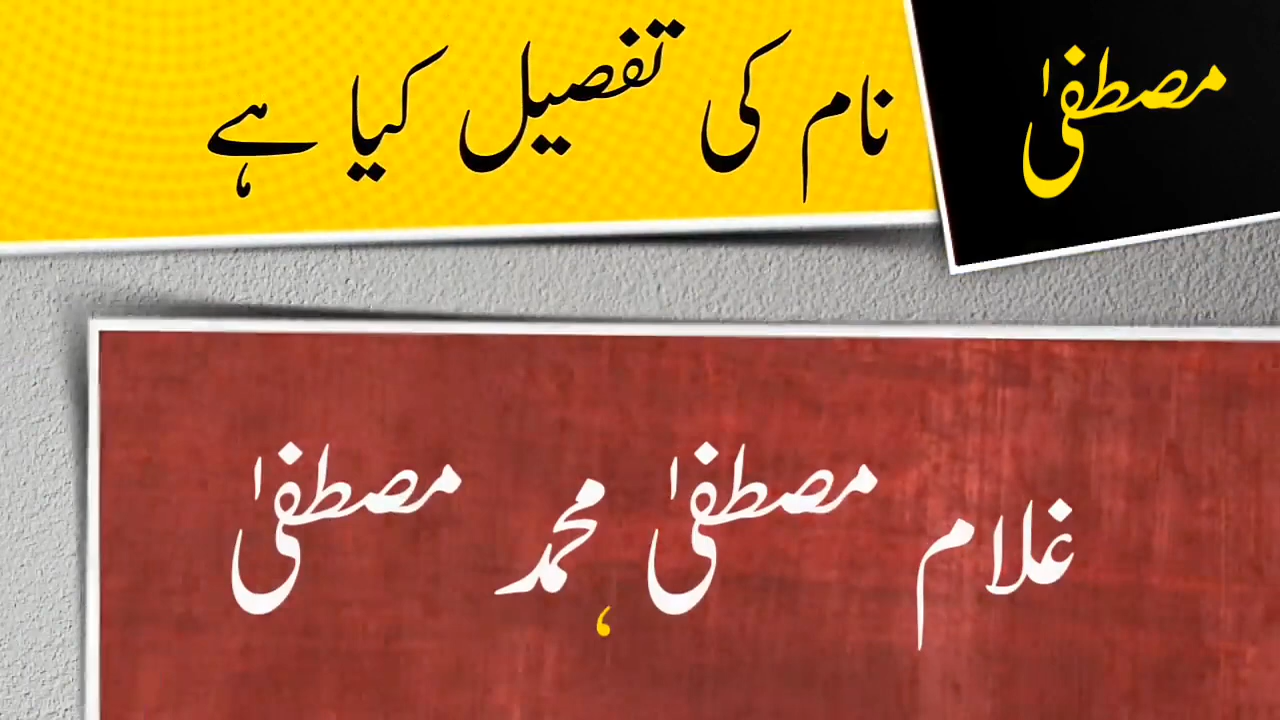 مصطفیٰ نام کی تفصیل کیا ہے
غلام مصطفیٰ ، محمد مصطفیٰ